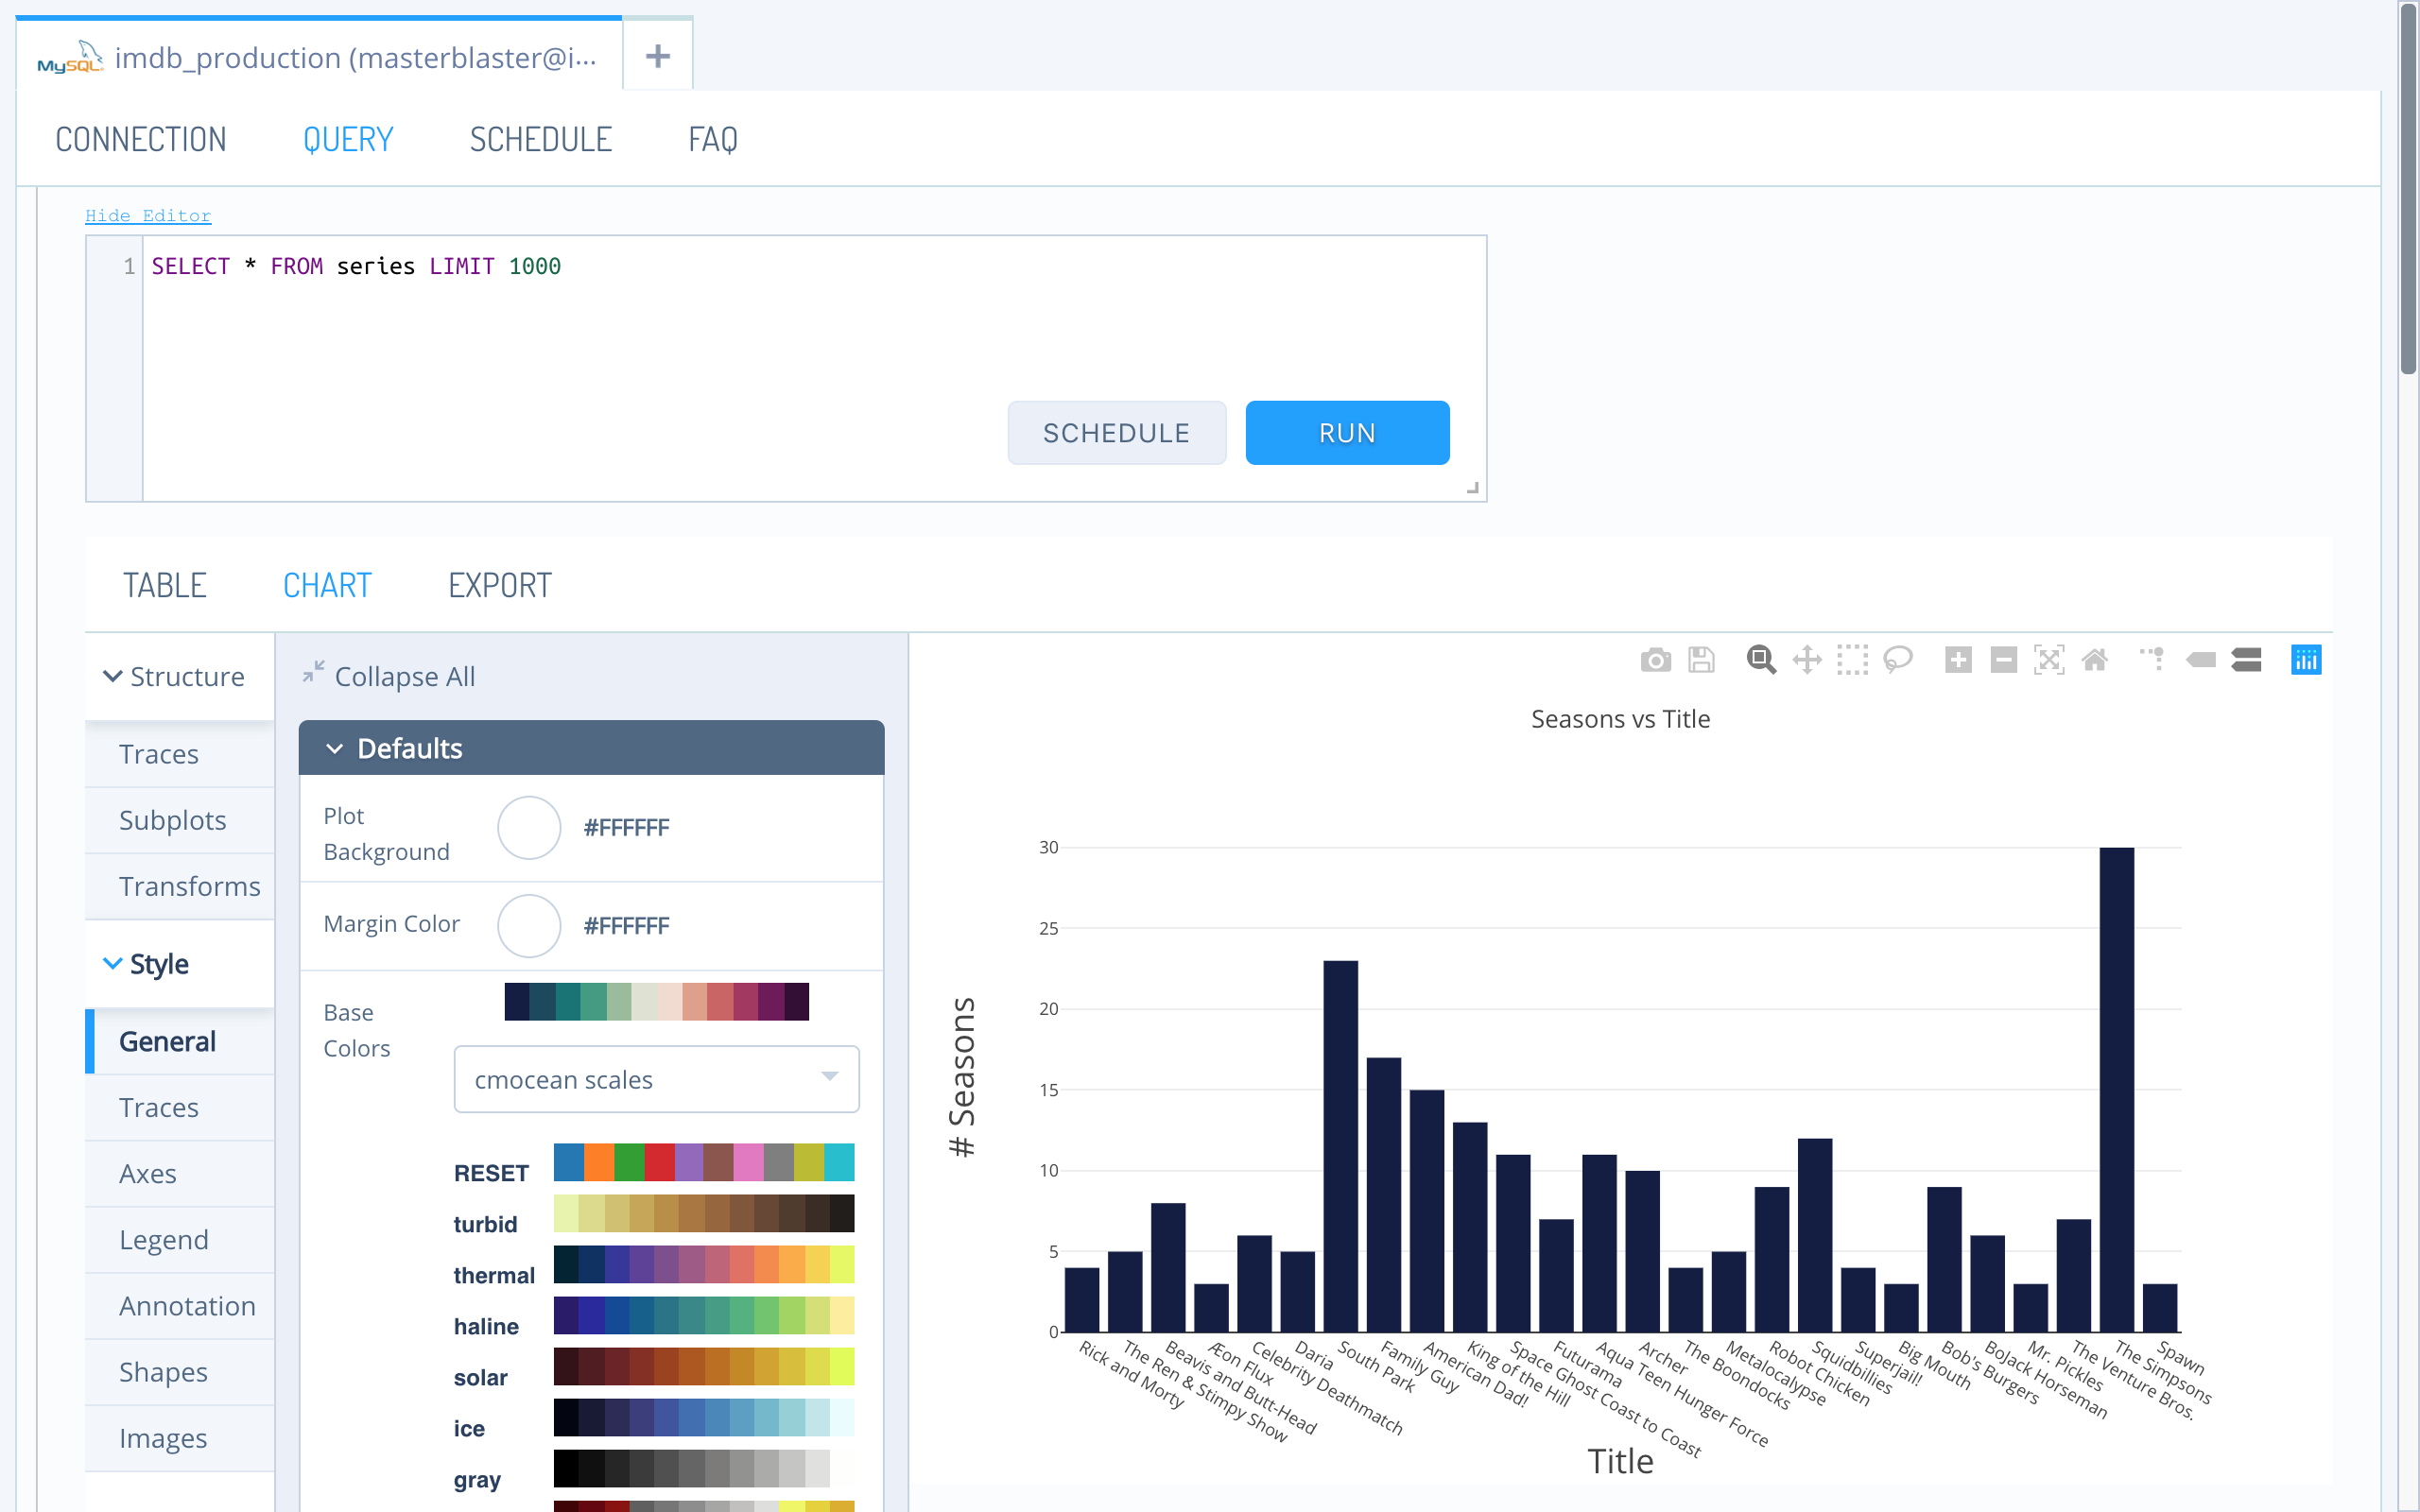 MySQL imdb_production (masterblaster@i... +
CONNECTION QUERY SCHEDULE FAQ
Hide Editor
1 SELECT * FROM series LIMIT 1000
SCHEDULE RUN
TABLE CHART EXPORT
Structure
Traces
Subplots
Transforms
Style
General
Traces
Axes
Legend
Annotation
Shapes
Images
Collapse All
Defaults
Plot
Background
#FFFFFF
Margin Color #FFFFFF
Base
Colors
cmocean scales
RESET
turbid
thermal
haline
solar
ice
gray
Seasons vs Title
# Seasons
30
25
20
15
10
5
0
Rick and Morty
The Ren & Stimpy Show
Beavis and Butt-Head
Æon Flux
Celebrity Deathmatch
Daria
South Park
Family Guy
American Dad!
King of the Hill
Space Ghost Coast to Coast
Futurama
Aqua Teen Hunger Force
Archer
The Boondocks
Metalocalypse
Robot Chicken
Squidbillies
Superjail!
Big Mouth
Bob's Burgers
BoJack Horseman
Mr. Pickles
The Venture Bros.
The Simpsons
Spawn
Title